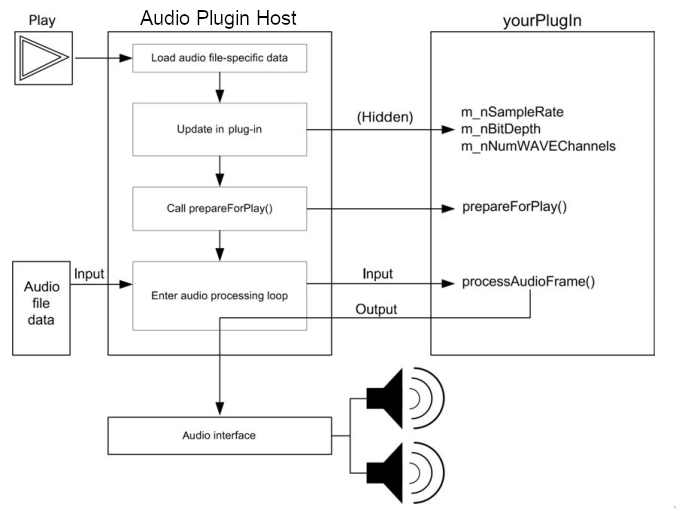 Play
Audio Plugin Host
yourPlugIn
Load audio file-specific data
Update in plug-in
(Hidden)
m_nSampleRate
m_nBitDepth
m_nNumWAVEChannels
Call prepareForPlay()
prepareForPlay()
Audio
file
data
Input
Enter audio processing loop
Input
processAudioFrame()
Output
Audio interface